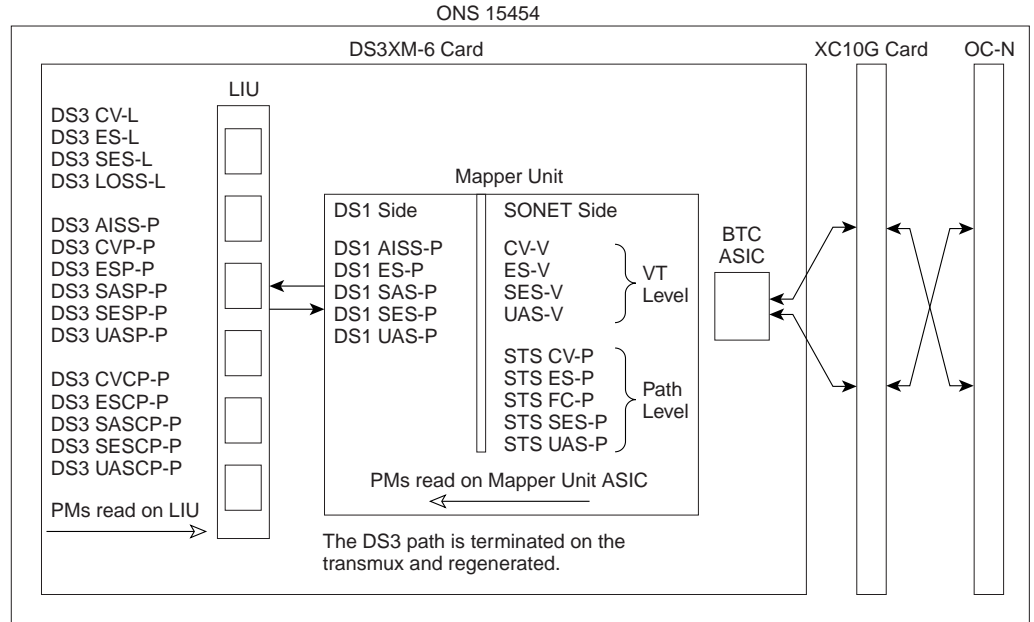 ONS 15454
DS3XM-6 Card
XC10G Card
OC-N
LIU
DS3 CV-L
DS3 ES-L
DS3 SES-L
DS3 LOSS-L
DS3 AISS-P
DS3 CVP-P
DS3 ESP-P
DS3 SASP-P
DS3 SESP-P
DS3 UASP-P
DS3 CVCP-P
DS3 ESCP-P
DS3 SASCP-P
DS3 SESCP-P
DS3 UASCP-P
PMs read on LIU
Mapper Unit
DS1 Side
DS1 AISS-P
DS1 ES-P
DS1 SAS-P
DS1 SES-P
DS1 UAS-P
SONET Side
CV-V
ES-V
SES-V
UAS-V
VT
Level
STS CV-P
STS ES-P
STS FC-P
STS SES-P
STS UAS-P
Path
Level
PMs read on Mapper Unit ASIC
The DS3 path is terminated on the
transmux and regenerated.
BTC
ASIC